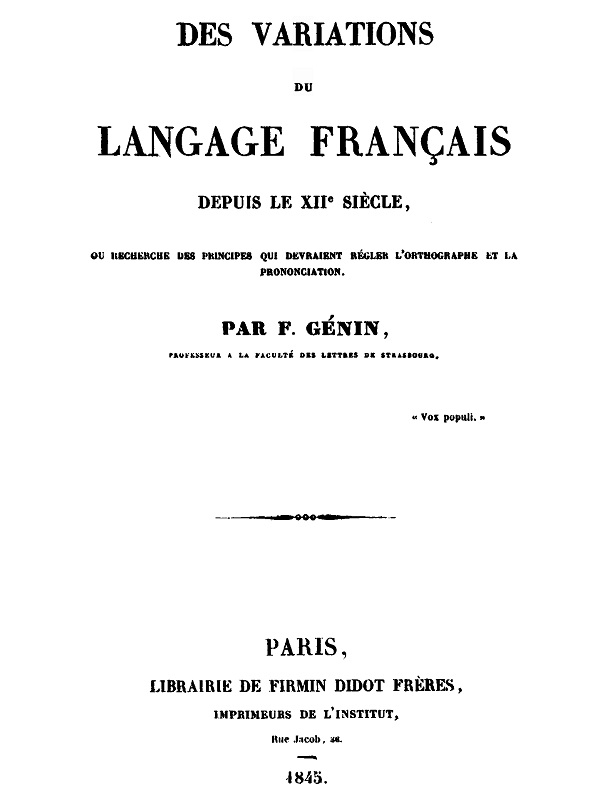 DES VARIATIONS
DU
LANGAGE FRANÇAIS
DEPUIS LE XIIe SIÈCLE,
OU RECHERCHE DES PRINCIPES QUI DEVRAIENT RÉGLER L'ORTHOGRAPHE ET LA
PRONONCIATION.
PAR F. GÉNIN,
PROFESSEUR A LA FACULTÉ DES LETTRES DE STRASBOURG.
« Vox populi. »
PARIS,
LIBRAIRIE DE FIRMIN DIDOT FRÈRES,
IMPRIMEURS DE L'INSTITUT,
Rue Jacob,
1845.